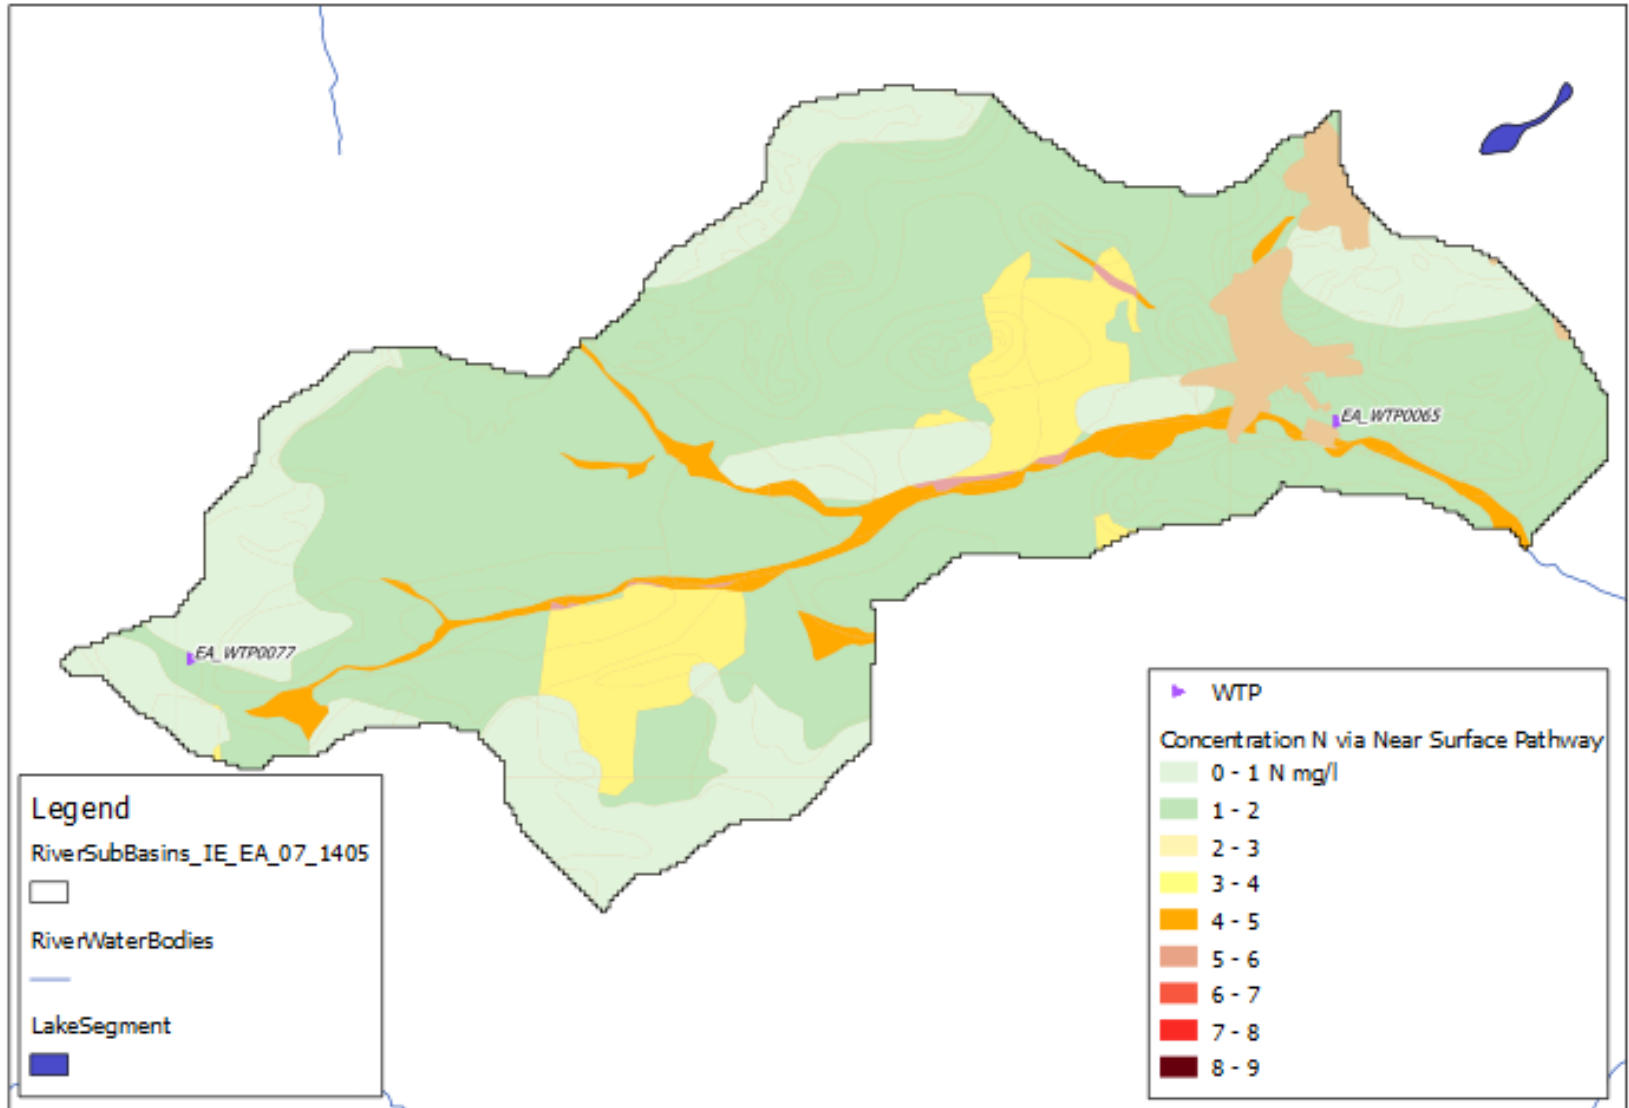 EA_WTP0065
EA_WTP0077
Legend
RiverSubBasins_IE_EA_07_1405
RiverWaterBodies
LakeSegment
WTP
Concentration N via Near Surface Pathway
0 - 1 N mg/l
1 - 2
2 - 3
3 - 4
4 - 5
5 - 6
6 - 7
7 - 8
8 - 9